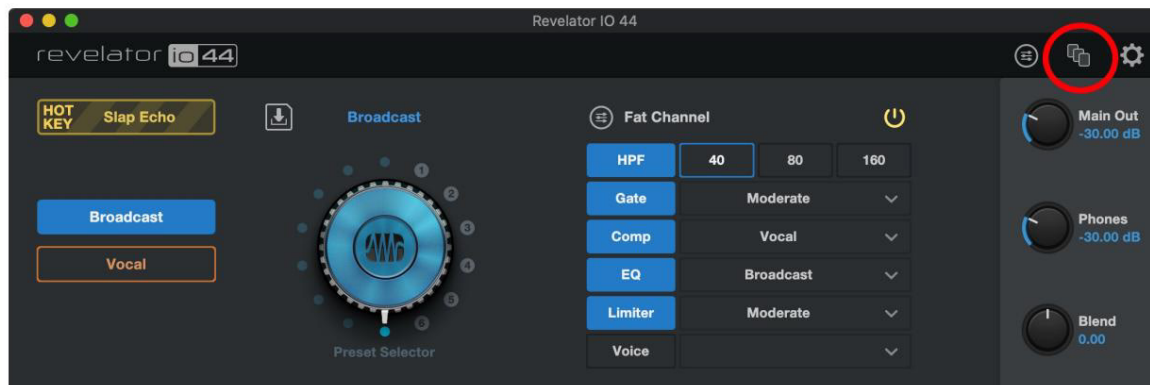 Revelator IO 44
revelator io 44
HOT KEY Slap Echo
Broadcast
Vocal
Broadcast
1
2
3
4
5
6
Preset Selector
Fat Channel
HPF 40 80 160
Gate Moderate
Comp Vocal
EQ Broadcast
Limiter Moderate
Voice
Main Out
-30.00 dB
Phones
-30.00 dB
Blend
0.00